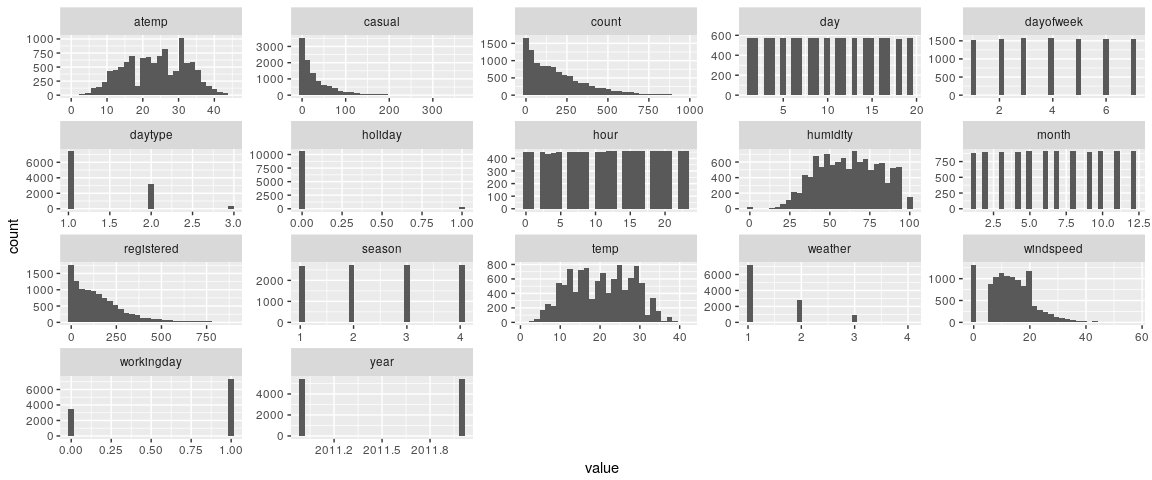 atemp casual count day dayofweek
1000 750 500 250 0
3000 2000 1000 0
1500 1000 500 0
600 400 200 0
1500 1000 500 0
0 10 20 30 40
0 100 200 300
0 250 500 750 1000
5 10 15 20
2 4 6
daytype holiday hour humidity month
6000 4000 2000 0
10000 7500 5000 2500 0
400 300 200 100 0
600 400 200 0
750 500 250 0
1.0 1.5 2.0 2.5 3.0
0.00 0.25 0.50 0.75 1.00
0 5 10 15 20
0 25 50 75 100
2.5 5.0 7.5 10.0 12.5
count
registered season temp weather windspeed
1500 1000 500 0
2000 1000 0
800 600 400 200 0
6000 4000 2000 0
1000 500 0
0 250 500 750
1 2 3 4
0 10 20 30 40
1 2 3 4
0 20 40 60
workingday year
6000 4000 2000 0
4000 2000 0
0.00 0.25 0.50 0.75 1.00
2011.2 2011.5 2011.8
value